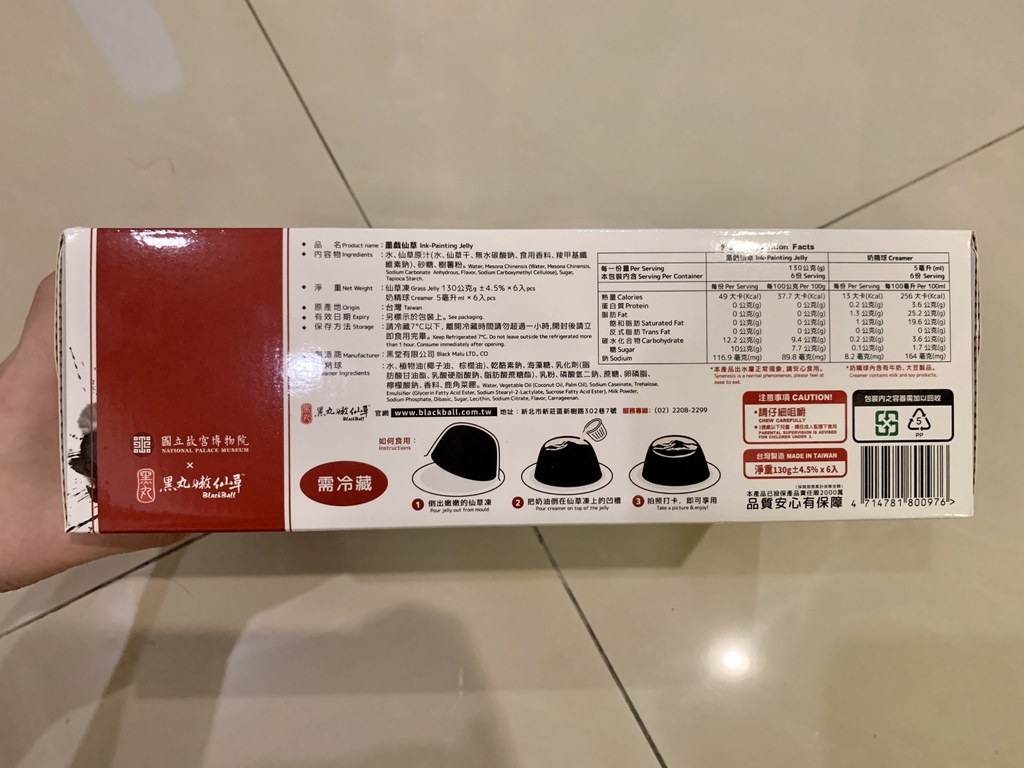 國立故宮博物院
NATIONAL PALACE MUSEUM
×
黑丸 黑丸嫩仙草
BlackBall
品 名 Product name：墨戲仙草 Ink-Painting Jelly
內容物 Ingredients：水、仙草原汁(水、仙草干、無水碳酸鈉、食用香料、羧甲基纖
維素鈉)、砂糖、樹薯粉。Water, Mesona Chinensis (Water, Mesona Chinensis,
Sodium Carbonate Anhydrous, Flavor, Sodium Carboxymethyl Cellulose), Sugar,
Tapioca Starch.
淨 重 Net Weight：仙草凍 Grass Jelly 130公克g ±4.5% ×6入pcs
奶精球 Creamer 5毫升ml ×6入pcs
原產地 Origin：台灣 Taiwan
有效日期 Expiry：另標示於包裝上。See packaging.
保存方法 Storage：請冷藏7°C以下，離開冷藏時間請勿超過一小時,開封後請立
即食用完畢。Keep Refrigerated 7°C. Do not leave outside the refrigerated more
than 1 hour. Consume immediately after opening.
製造商 Manufacturer：黑堂有限公司 Black Malu LTD., CO
精球
Ingredients
：水、植物油(椰子油、棕櫚油)、乾酪素鈉、海藻糖、乳化劑(脂
肪酸甘油酯、乳酸硬脂酸鈉、脂肪酸蔗糖酯)、乳粉、磷酸氫二鈉、蔗糖、卵磷脂、
檸檬酸鈉、香料、鹿角菜膠。Water, Vegetable Oil (Coconut Oil, Palm Oil), Sodium Caseinate, Trehalose,
Emulsifier (Glycerin Fatty Acid Ester, Sodium Stearyl-2-Lactylate, Sucrose Fatty Acid Ester), Milk Powder,
Sodium Phosphate, Dibasic, Sugar, Lecithin, Sodium Citrate, Flavor, Carrageenan.
黑丸 黑丸嫩仙草 BlackBall 官網 www.blackball.com.tw 地址：新北市新莊區新樹路302巷7號 服務專線：(02) 2208-2299
如何食用：
Instructions
需冷藏
1 倒出嫩嫩的仙草凍
Pour jelly out from mould
2 把奶油倒在仙草凍上的凹槽
Pour creamer on top of the jelly
3 拍照打卡，即可享用
Take a picture & enjoy!
Facts
墨戲仙草 Ink-Painting Jelly 奶精球 Creamer
每一份量 Per Serving 130公克(g) 5毫升(ml)
本包裝內含 Serving Per Container 6份 Serving 6份 Serving
每份 Per Serving 每100公克 Per 100g 每份 Per Serving 每100毫升 Per 100ml
熱量 Calories 49 大卡(Kcal) 37.7 大卡(Kcal) 13 大卡(Kcal) 256 大卡(Kcal)
蛋白質 Protein 0 公克(g) 0 公克(g) 0.2 公克(g) 3.6 公克(g)
脂肪 Fat 0 公克(g) 0 公克(g) 1.3 公克(g) 25.2 公克(g)
飽和脂肪 Saturated Fat 0 公克(g) 0 公克(g) 1 公克(g) 19.6 公克(g)
反式脂肪 Trans Fat 0 公克(g) 0 公克(g) 0 公克(g) 0 公克(g)
碳水化合物 Carbohydrate 12.2 公克(g) 9.4 公克(g) 0.2 公克(g) 3.6 公克(g)
糖 Sugar 10公克(g) 7.7 公克(g) 0.1公克(g) 1.7 公克(g)
鈉 Sodium 116.9 毫克(mg) 89.8 毫克(mg) 8.2 毫克(mg) 164 毫克(mg)
*本產品上出水屬正常現象，請安心食用。
Syneresis is a normal phenomenon, please feel at
ease to eat.
*奶精球內含有牛奶、大豆製品。
Creamer contains milk and soy products.
注意事項 CAUTION!
•請仔細咀嚼
CHEW CAREFULLY
•3歲以下兒童，請在成人監護下食用
PARENTAL SUPERVISION IS ADVISED
FOR CHILDREN UNDER 3.
包裝內之容器需加以回收
5
PP
台灣製造 MADE IN TAIWAN
淨重130g±4.5% x 6入
本產品已投保產品責任險2000萬
品質安心有保障
4 714781 800976 >